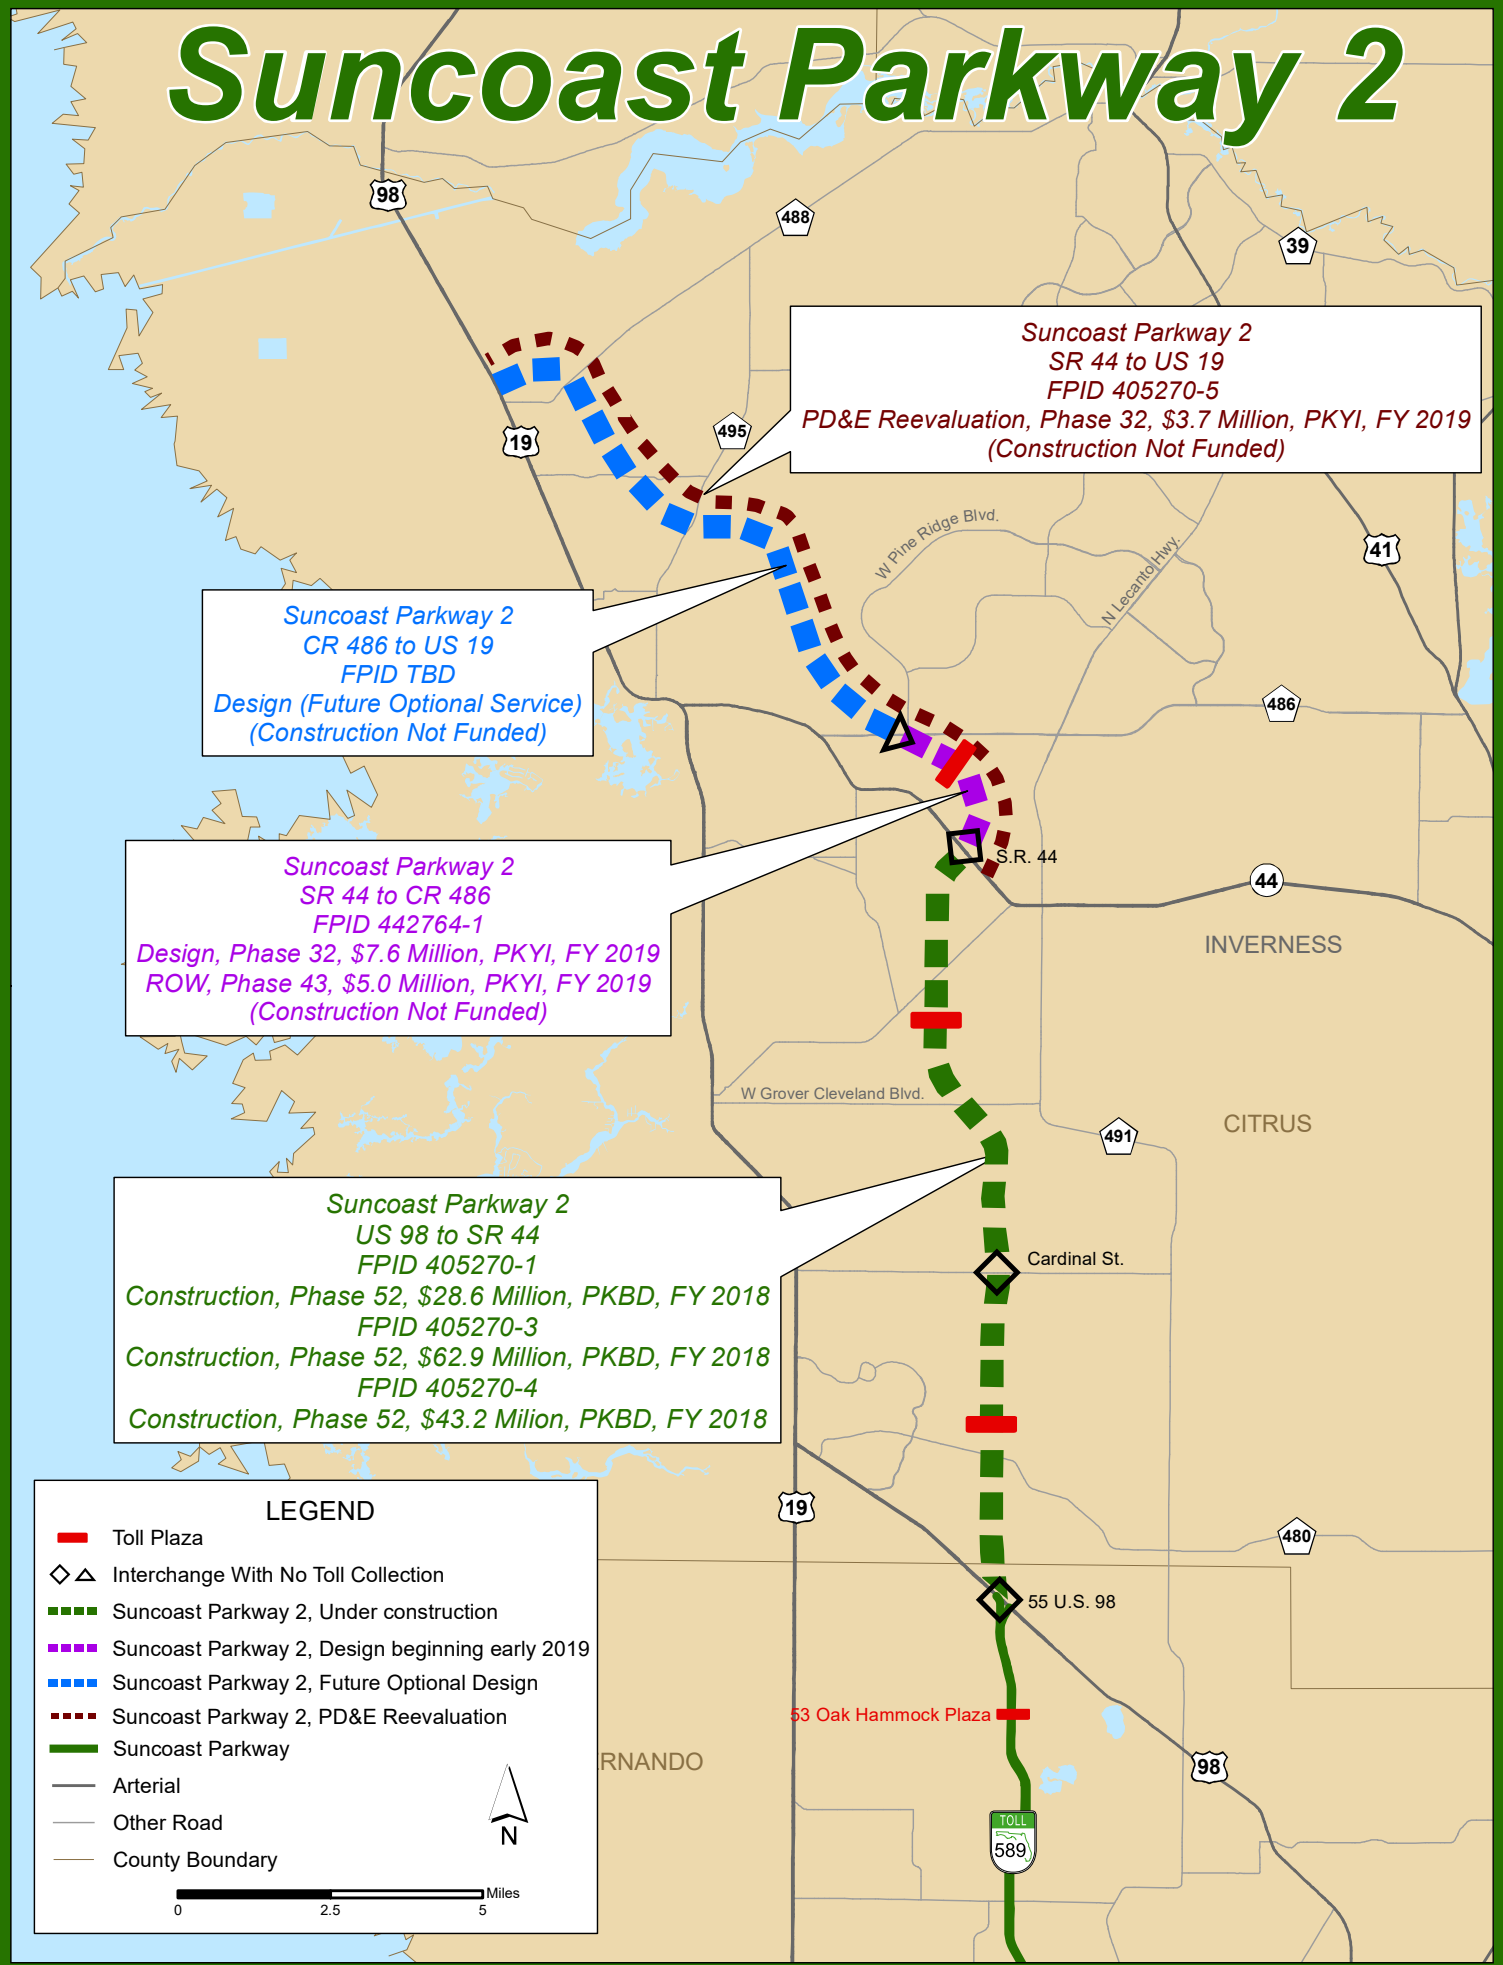 Suncoast Parkway 2
98
488
39
Suncoast Parkway 2
SR 44 to US 19
FPID 405270-5
PD&E Reevaluation, Phase 32, $3.7 Million, PKYI, FY 2019
(Construction Not Funded)
19
495
W Pine Ridge Blvd.
N Lecanto Hwy.
41
Suncoast Parkway 2
CR 486 to US 19
FPID TBD
Design (Future Optional Service)
(Construction Not Funded)
486
S.R. 44
44
INVERNESS
Suncoast Parkway 2
SR 44 to CR 486
FPID 442764-1
Design, Phase 32, $7.6 Million, PKYI, FY 2019
ROW, Phase 43, $5.0 Million, PKYI, FY 2019
(Construction Not Funded)
W Grover Cleveland Blvd.
CITRUS
491
Suncoast Parkway 2
US 98 to SR 44
FPID 405270-1
Construction, Phase 52, $28.6 Million, PKBD, FY 2018
FPID 405270-3
Construction, Phase 52, $62.9 Million, PKBD, FY 2018
FPID 405270-4
Construction, Phase 52, $43.2 Milion, PKBD, FY 2018
Cardinal St.
19
480
55 U.S. 98
53 Oak Hammock Plaza
RNANDO
98
TOLL
589
LEGEND
Toll Plaza
Interchange With No Toll Collection
Suncoast Parkway 2, Under construction
Suncoast Parkway 2, Design beginning early 2019
Suncoast Parkway 2, Future Optional Design
Suncoast Parkway 2, PD&E Reevaluation
Suncoast Parkway
Arterial
Other Road
County Boundary
N
Miles
0 2.5 5